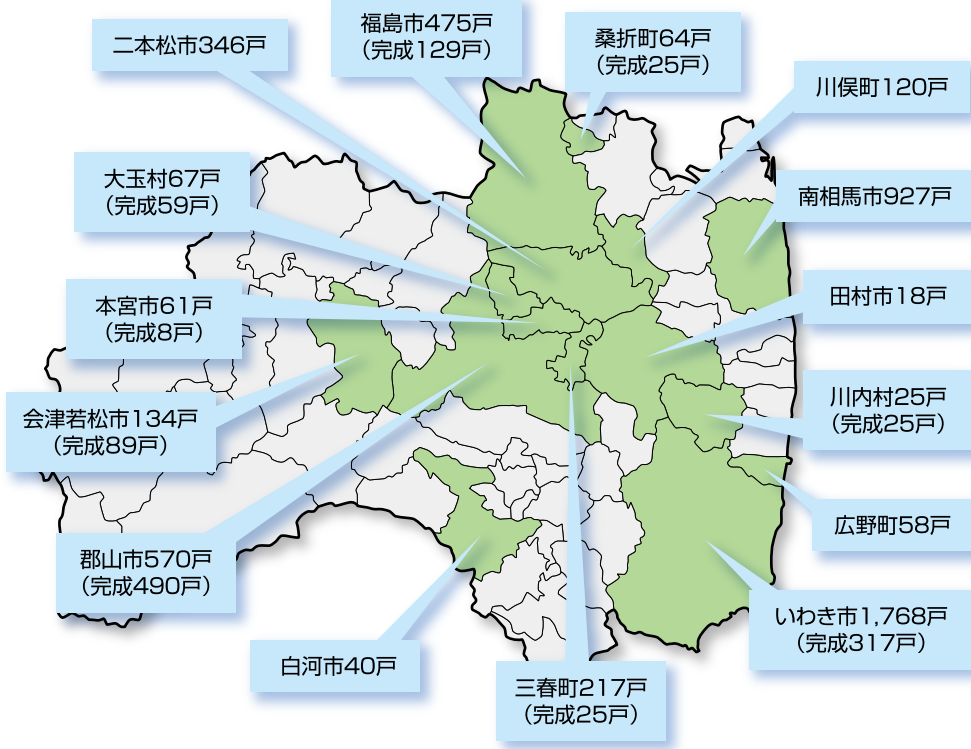 福島市475戸
（完成129戸）
二本松市346戸
桑折町64戸
（完成25戸）
川俣町120戸
大玉村67戸
（完成59戸）
南相馬市927戸
本宮市61戸
（完成8戸）
田村市18戸
会津若松市134戸
（完成89戸）
川内村25戸
（完成25戸）
広野町58戸
郡山市570戸
（完成490戸）
いわき市1,768戸
（完成317戸）
白河市40戸
三春町217戸
（完成25戸）